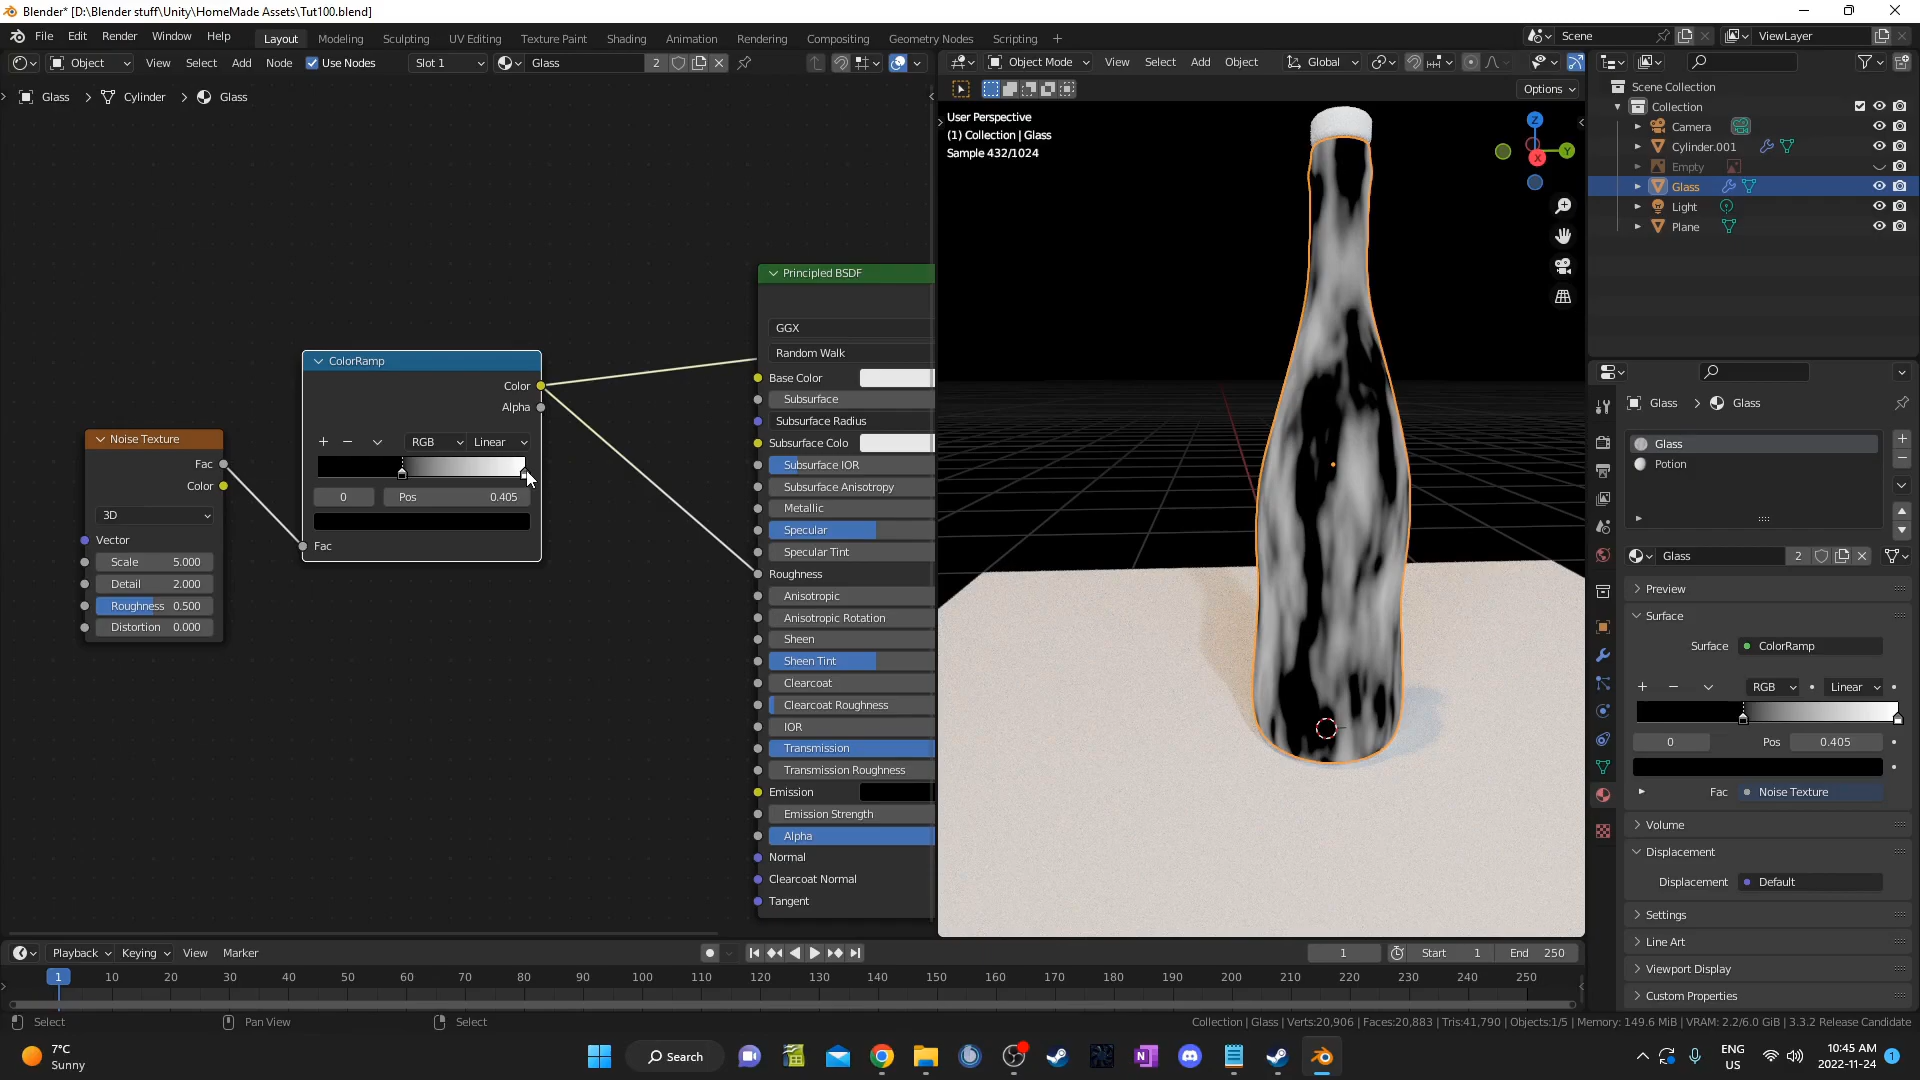 Blender* [D:\Blender stuff\Unity\HomeMade Assets\Tut100.blend]
File Edit Render Window Help Layout Modeling Sculpting UV Editing Texture Paint Shading Animation Rendering Compositing Geometry Nodes Scripting + Scene ViewLayer
Object View Select Add Node Use Nodes Slot 1 Glass 2 Object Mode View Select Add Object Global
Options
Glass > Cylinder > Glass
User Perspective
(1) Collection | Glass
Sample 432/1024
Z
Y
X
Scene Collection
Collection
Camera
Cylinder.001
Empty
Glass
Light
Plane
Principled BSDF
GGX
Random Walk
Base Color
Subsurface
Subsurface Radius
Subsurface Colo
Subsurface IOR
Subsurface Anisotropy
Metallic
Specular
Specular Tint
Roughness
Anisotropic
Anisotropic Rotation
Sheen
Sheen Tint
Clearcoat
Clearcoat Roughness
IOR
Transmission
Transmission Roughness
Emission
Emission Strength
Alpha
Normal
Clearcoat Normal
Tangent
ColorRamp
Color
Alpha
RGB Linear
0 Pos 0.405
Fac
Noise Texture
Fac
Color
3D
Vector
Scale 5.000
Detail 2.000
Roughness 0.500
Distortion 0.000
Glass > Glass
Glass
Potion
Glass 2
Preview
Surface
Surface ColorRamp
RGB Linear
0 Pos 0.405
Fac Noise Texture
Volume
Displacement
Displacement Default
Settings
Line Art
Viewport Display
Custom Properties
Playback Keying View Marker 1 Start 1 End 250
1 10 20 30 40 50 60 70 80 90 100 110 120 130 140 150 160 170 180 190 200 210 220 230 240 250
Select Pan View Select Collection | Glass | Verts:20,906 | Faces:20,883 | Tris:41,790 | Objects:1/5 | Memory: 149.6 MiB | VRAM: 2.2/6.0 GiB | 3.3.2 Release Candidate
7°C
Sunny
Search
ENG
US
10:45 AM
2022-11-24
1